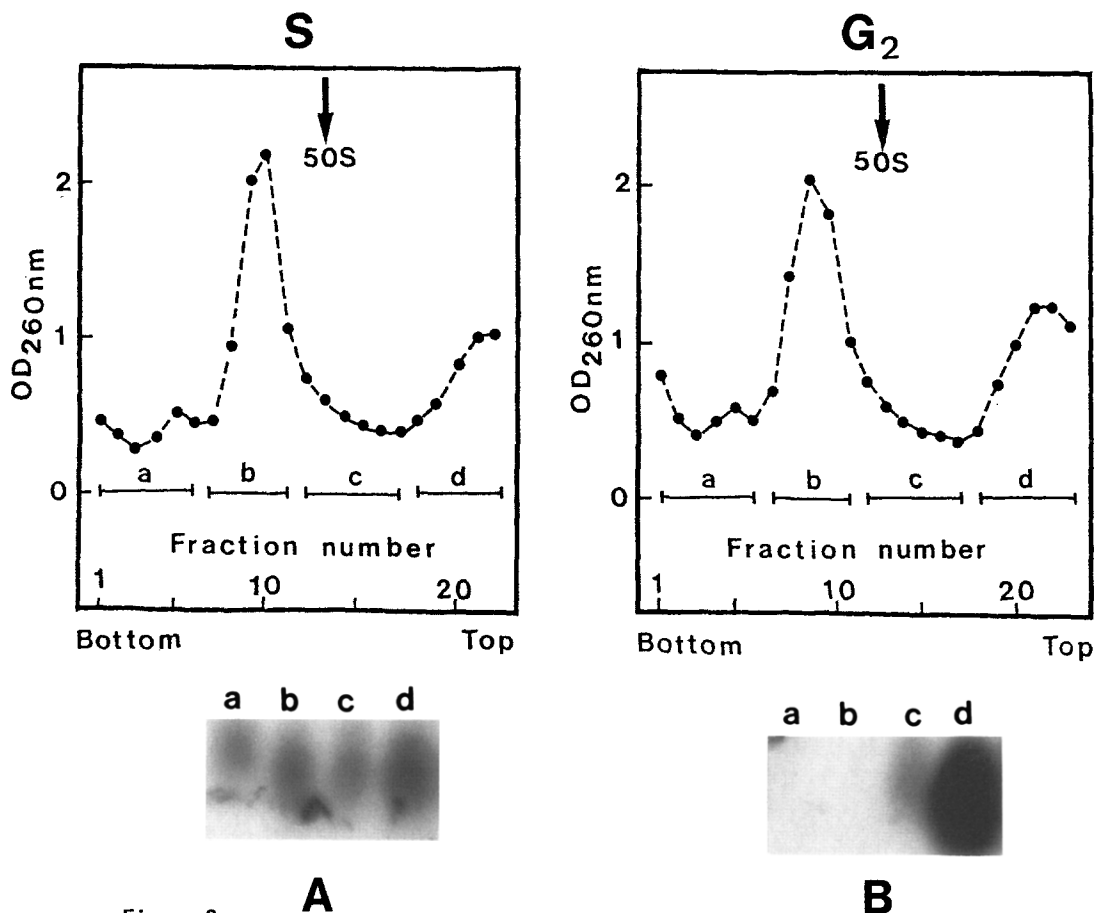 S
50S
2
1
0
OD260nm
a b c d
Fraction number
1 10 20
Bottom Top
a b c d
A
G2
50S
2
1
0
OD260nm
a b c d
Fraction number
1 10 20
Bottom Top
a b c d
B